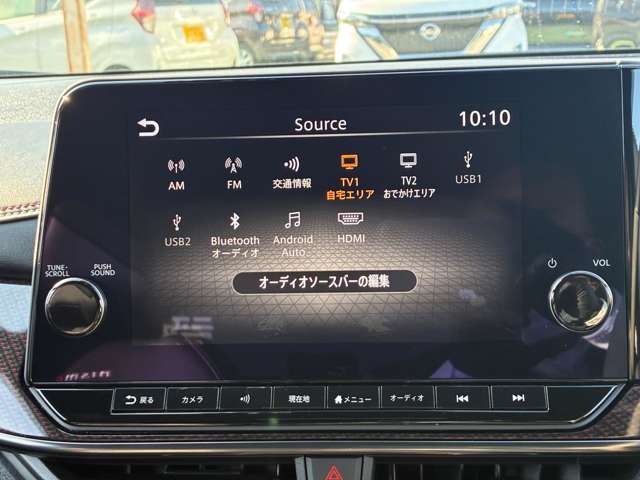 Source
10:10
AM
FM
交通情報
TV1
自宅エリア
TV2
おでかけエリア
USB1
USB2
Bluetooth
オーディオ
Android
Auto
HDMI
オーディオソースバーの編集
TUNE・
SCROLL
PUSH
SOUND
VOL
戻る
カメラ
現在地
メニュー
オーディオ